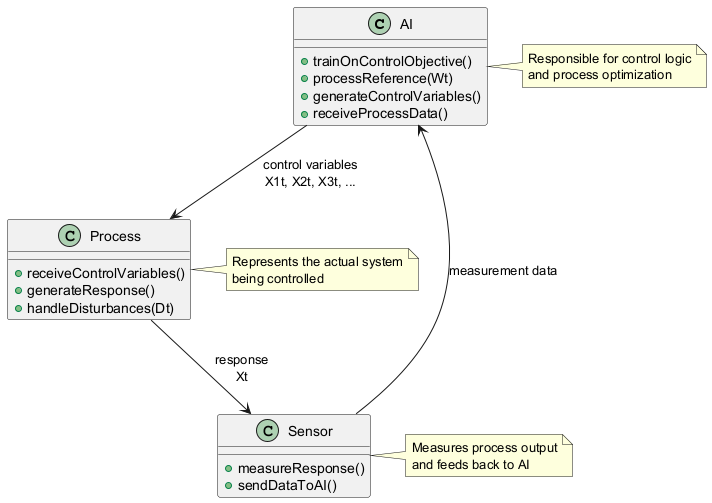 C AI
+ trainOnControlObjective()
+ processReference(Wt)
+ generateControlVariables()
+ receiveProcessData()
Responsible for control logic
and process optimization
control variables
X1t, X2t, X3t, ...
C Process
+ receiveControlVariables()
+ generateResponse()
+ handleDisturbances(Dt)
Represents the actual system
being controlled
measurement data
response
Xt
C Sensor
+ measureResponse()
+ sendDataToAI()
Measures process output
and feeds back to AI